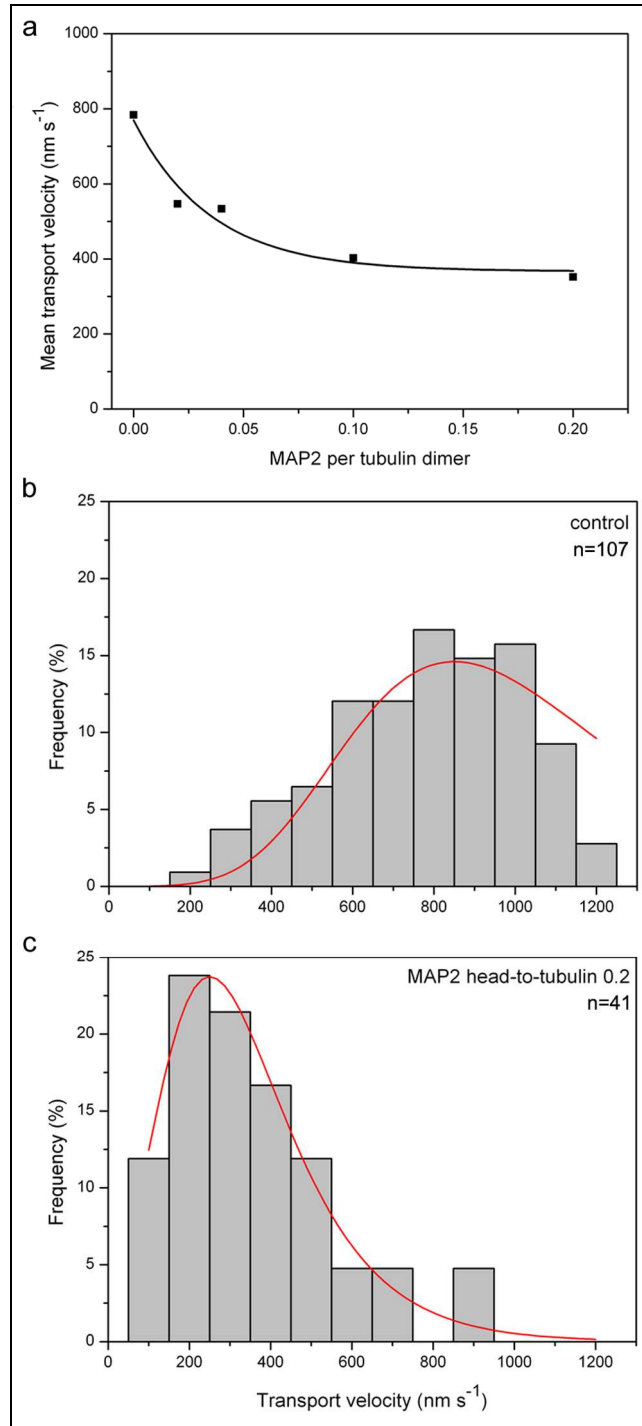 a
1000
800
600
400
200
0
Mean transport velocity (nm s⁻¹)
0.00 0.05 0.10 0.15 0.20
MAP2 per tubulin dimer
b
25
20
15
10
5
0
Frequency (%)
control
n=107
0 200 400 600 800 1000 1200
c
25
20
15
10
5
0
Frequency (%)
MAP2 head-to-tubulin 0.2
n=41
0 200 400 600 800 1000 1200
Transport velocity (nm s⁻¹)